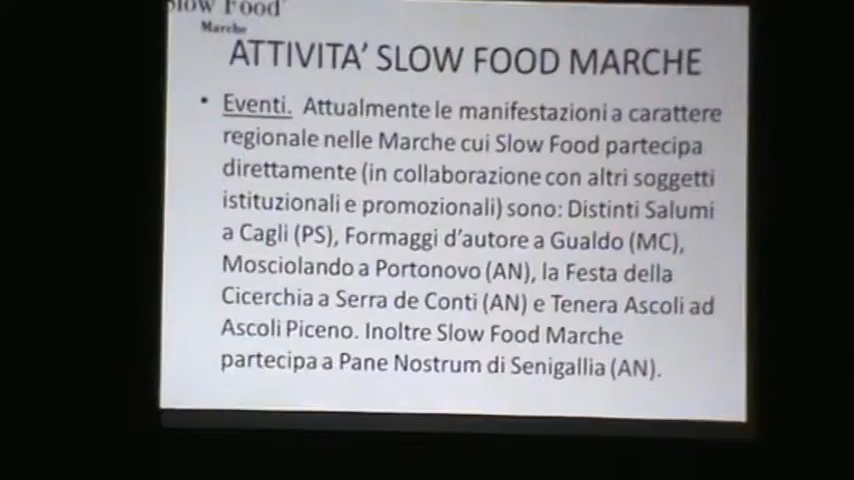 Slow Food
Marche
ATTIVITA' SLOW FOOD MARCHE
• Eventi. Attualmente le manifestazioni a carattere
regionale nelle Marche cui Slow Food partecipa
direttamente (in collaborazione con altri soggetti
istituzionali e promozionali) sono: Distinti Salumi
a Cagli (PS), Formaggi d'autore a Gualdo (MC),
Mosciolando a Portonovo (AN), la Festa della
Cicerchia a Serra de Conti (AN) e Tenera Ascoli ad
Ascoli Piceno. Inoltre Slow Food Marche
partecipa a Pane Nostrum di Senigallia (AN).